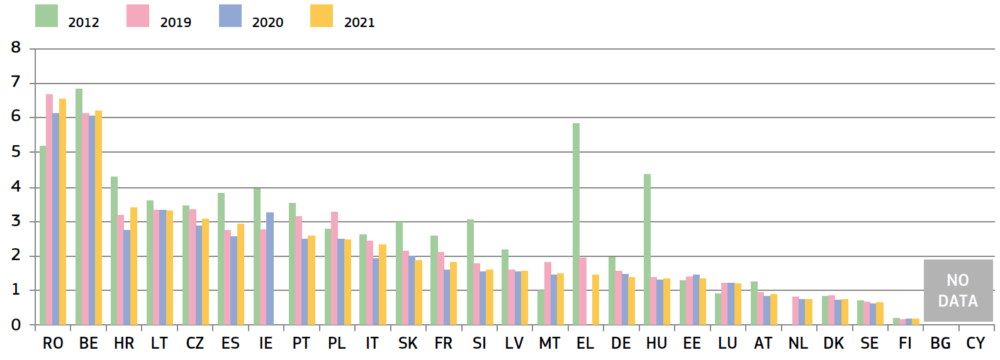 2012 2019 2020 2021
8
7
6
5
4
3
2
1
0
NO
DATA
RO BE HR LT CZ ES IE PT PL IT SK FR SI LV MT EL DE HU EE LU AT NL DK SE FI BG CY